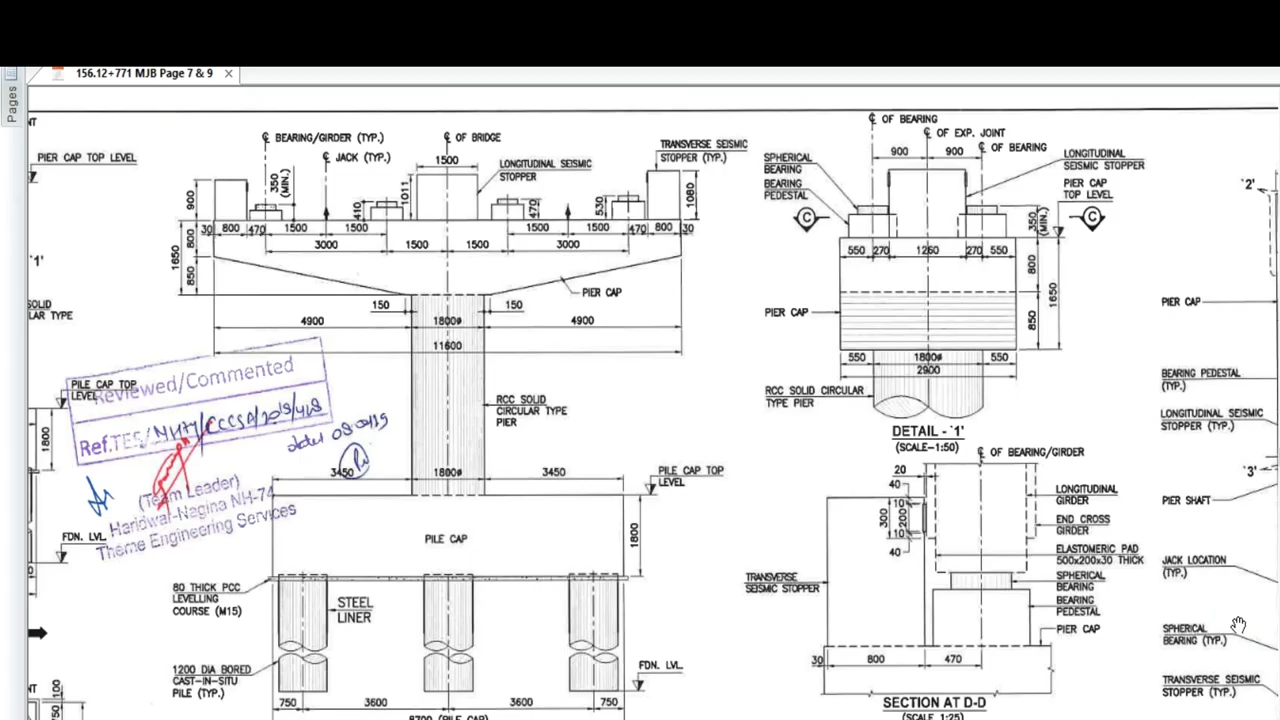 156.12+771 MJB Page 7 & 9
Pages
PIER CAP TOP LEVEL
`1'
PILE CAP TOP
LEVEL
1800
FDN. LVL.
100
℄ BEARING/GIRDER (TYP.)
℄ JACK (TYP.)
℄ OF BRIDGE
1500
LONGITUDINAL SEISMIC
STOPPER
TRANSVERSE SEISMIC
STOPPER (TYP.)
900
350
(MIN.)
410
1011
470
530
1080
30 800 470 1500 1500 1500 1500 470 800 30
3000 1500 1500 3000
1650
800
850
PIER CAP
150 150
4900 1800ø 4900
11600
Reviewed/Commented
Ref.TES/
(Team Leader)
Haridwar-Nagina NH-74
Theme Engineering Services
RCC SOLID
CIRCULAR TYPE
PIER
3450 1800ø 3450
PILE CAP TOP
LEVEL
PILE CAP
1800
80 THICK PCC
LEVELLING
COURSE (M15)
STEEL
LINER
1200 DIA BORED
CAST-IN-SITU
PILE (TYP.)
FDN. LVL.
750 3600 3600 750
8700 (PILE CAP)
℄ OF BEARING
℄ OF EXP. JOINT
℄ OF BEARING
900 900
SPHERICAL
BEARING
BEARING
PEDESTAL
LONGITUDINAL
SEISMIC STOPPER
PIER CAP
TOP LEVEL
C
C
350
(MIN.)
550 270 1260 270 550
800
850
1650
PIER CAP
550 1800ø 550
2900
RCC SOLID CIRCULAR
TYPE PIER
DETAIL -`1'
(SCALE-1:50)
℄ OF BEARING/GIRDER
20
40
10
300
200
10
40
LONGITUDINAL
GIRDER
END CROSS
GIRDER
ELASTOMERIC PAD
500x200x30 THICK
SPHERICAL
BEARING
BEARING
PEDESTAL
PIER CAP
TRANSVERSE
SEISMIC STOPPER
30 800 470
SECTION AT D-D
(SCALE 1:25)
`2'
PIER CAP
BEARING PEDESTAL
(TYP.)
LONGITUDINAL SEISMIC
STOPPER (TYP.)
`3'
PIER SHAFT
JACK LOCATION
(TYP.)
SPHERICAL
BEARING (TYP.)
TRANSVERSE SEISMIC
STOPPER (TYP.)